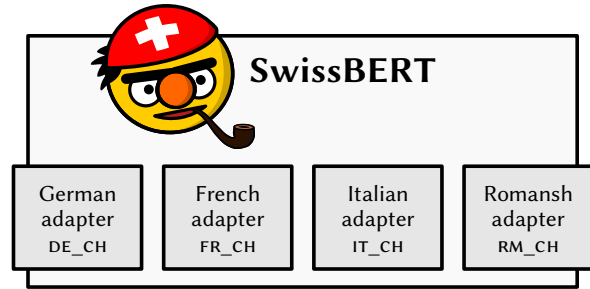 SwissBERT
German
adapter
DE_CH
French
adapter
FR_CH
Italian
adapter
IT_CH
Romansh
adapter
RM_CH